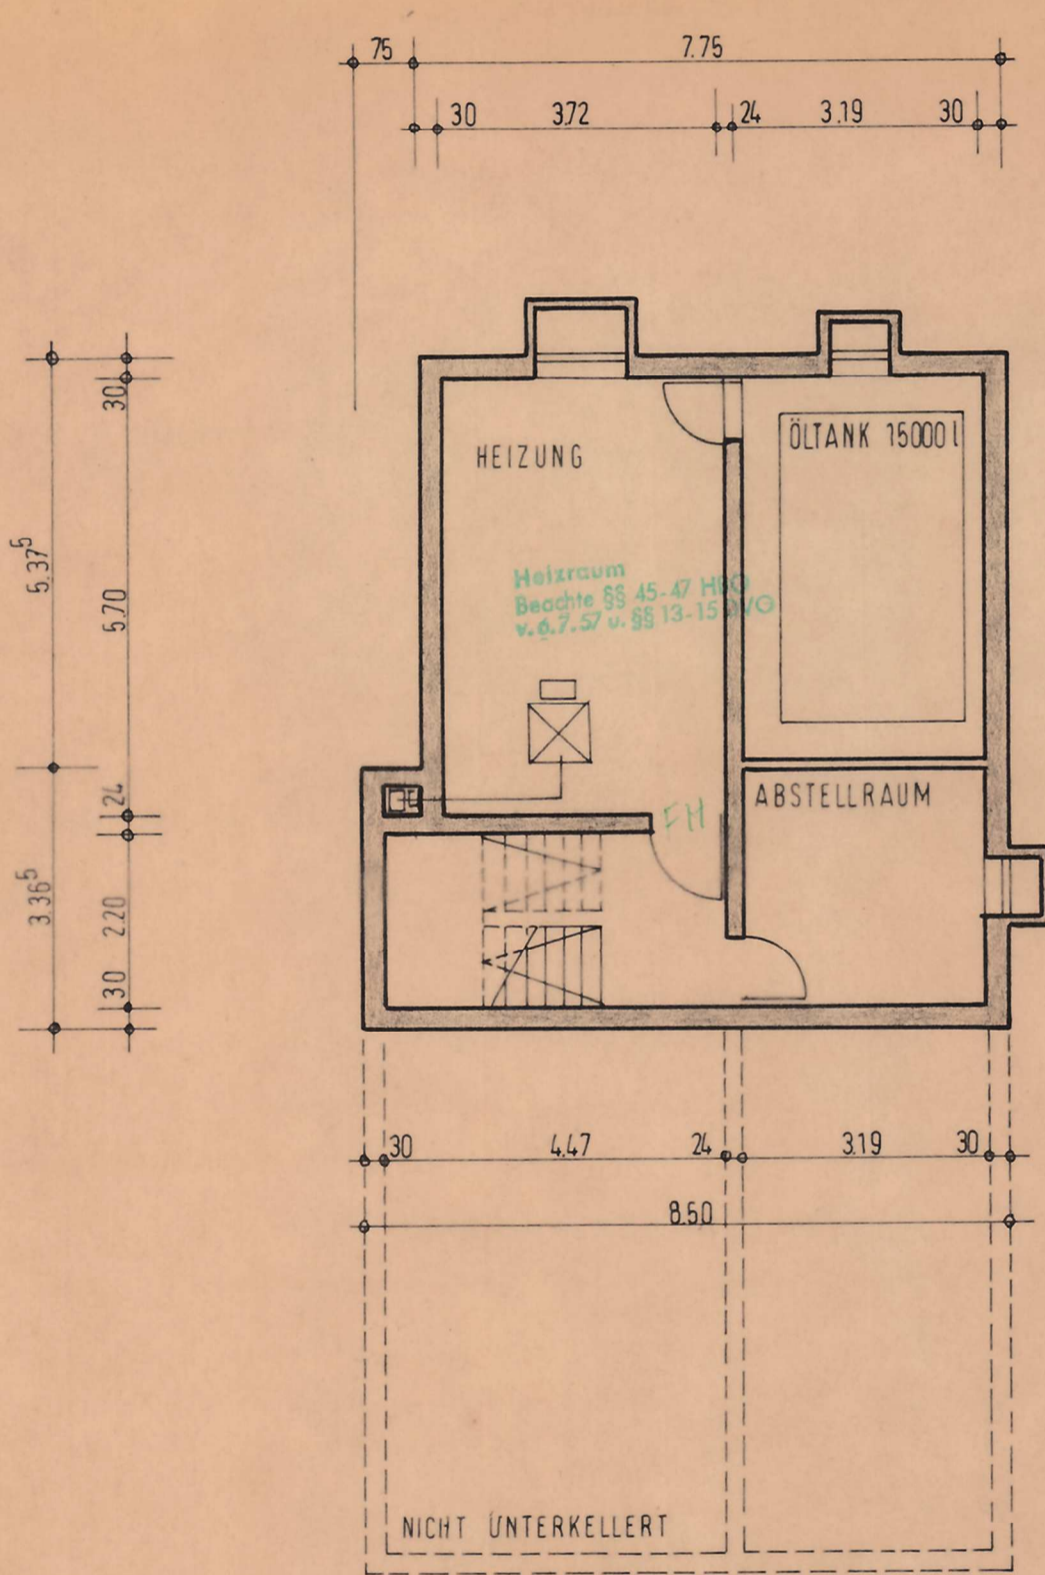 75
7.75
30
3.72
24
3.19
30
30
5.37⁵
5.70
24
3.36⁵
2.20
30
HEIZUNG
ÖLTANK 15000 l
Heizraum
Beachte §§ 45-47 HBO
v. 6.7.57 u. §§ 13-15 DVO
FH
ABSTELLRAUM
30
4.47
24
3.19
30
8.50
NICHT UNTERKELLERT